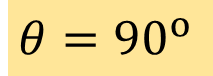 θ = 90º